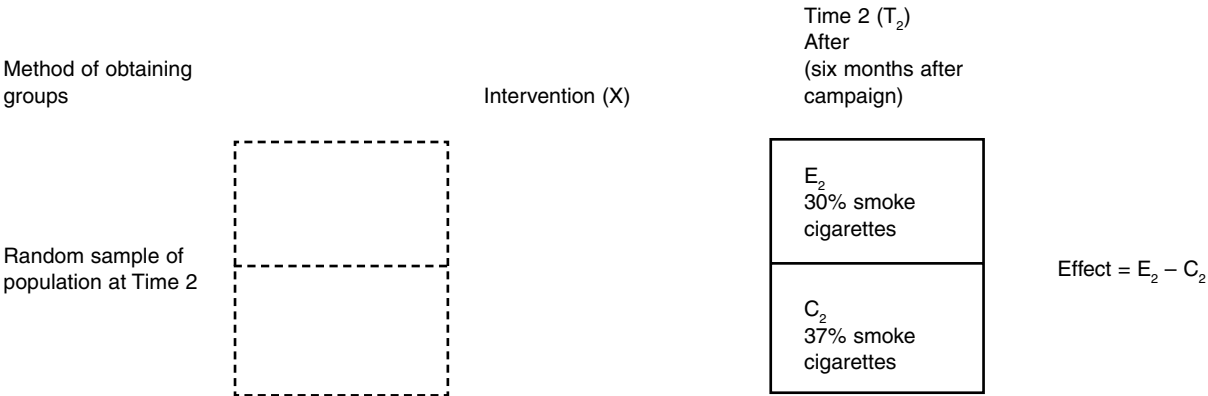 Method of obtaining
groups
Intervention (X)
Time 2 (T₂)
After
(six months after
campaign)
Random sample of
population at Time 2
E₂
30% smoke
cigarettes
C₂
37% smoke
cigarettes
Effect = E₂ – C₂